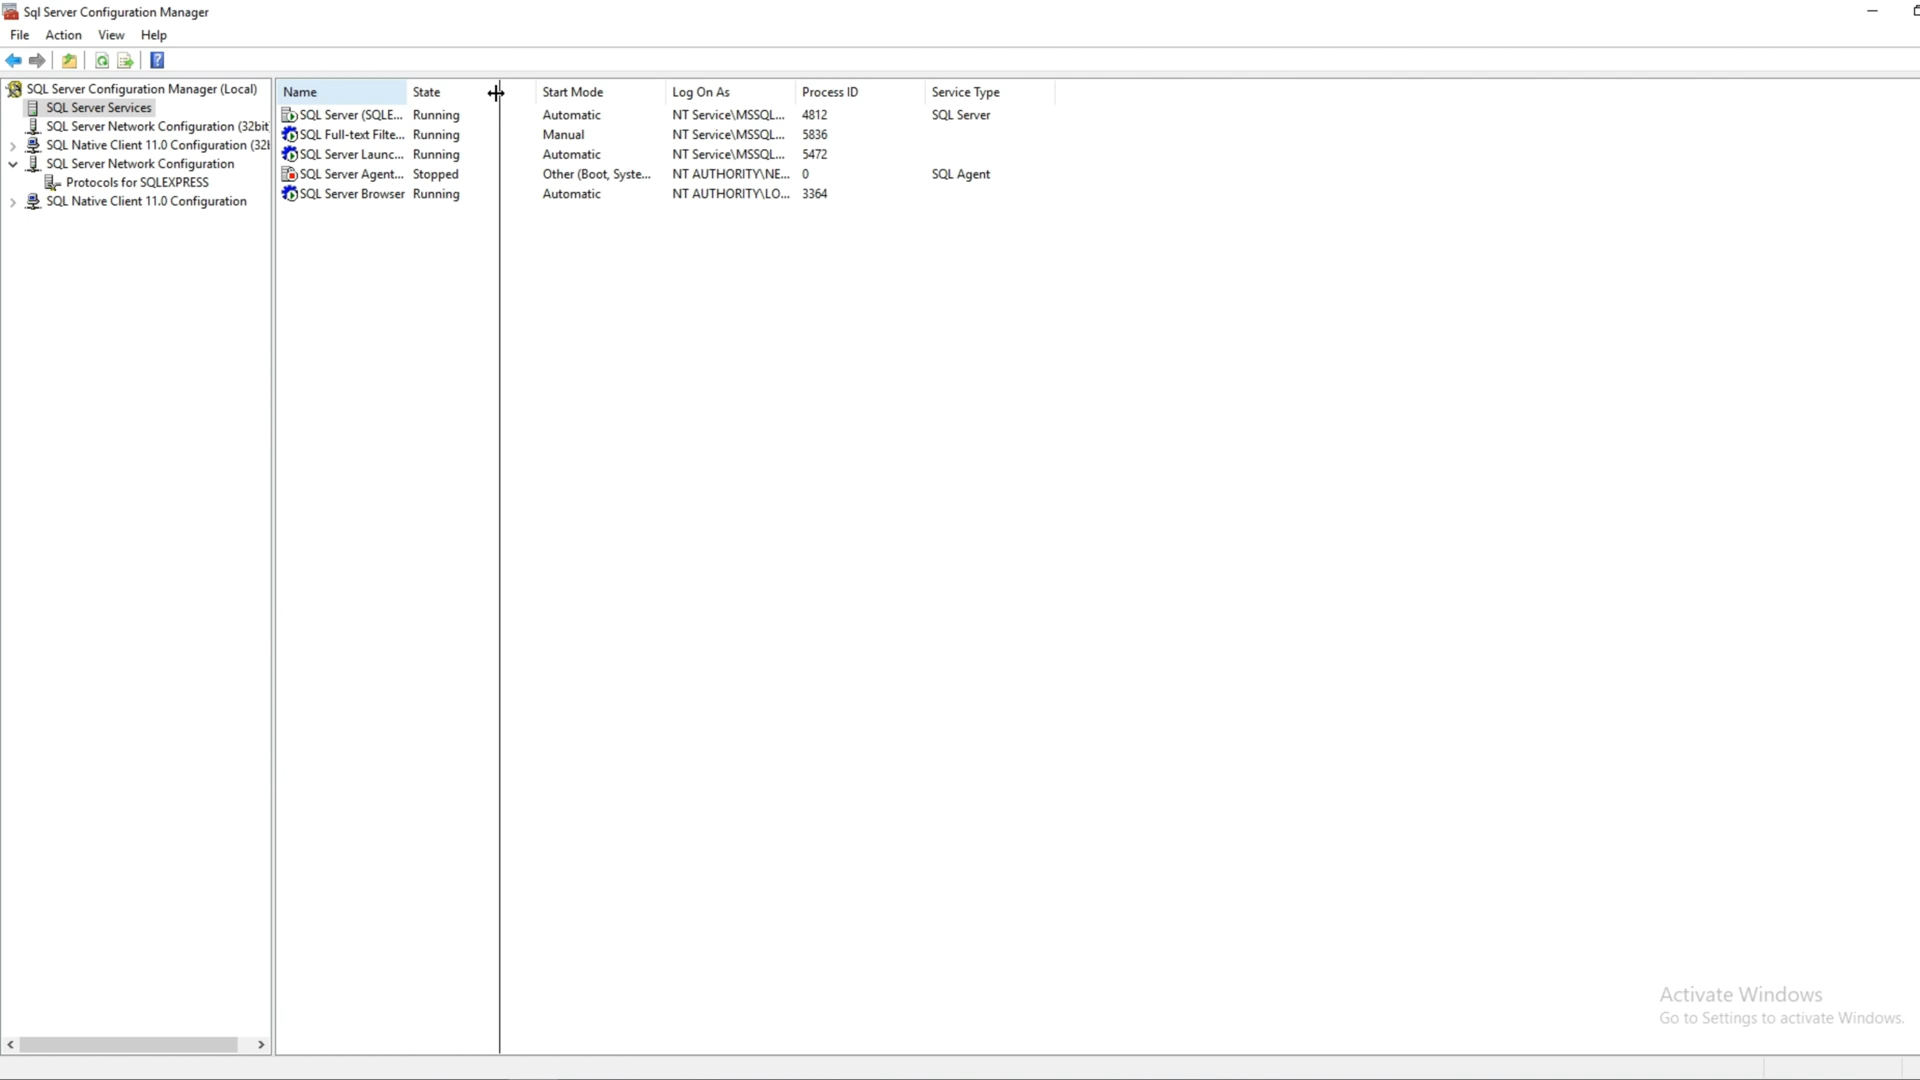 Sql Server Configuration Manager
File Action View Help
SQL Server Configuration Manager (Local)
SQL Server Services
SQL Server Network Configuration (32bit
SQL Native Client 11.0 Configuration (32b
SQL Server Network Configuration
Protocols for SQLEXPRESS
SQL Native Client 11.0 Configuration
Name State Start Mode Log On As Process ID Service Type
SQL Server (SQLE... Running Automatic NT Service\MSSQL... 4812 SQL Server
SQL Full-text Filte... Running Manual NT Service\MSSQL... 5836
SQL Server Launc... Running Automatic NT Service\MSSQL... 5472
SQL Server Agent... Stopped Other (Boot, Syste... NT AUTHORITY\NE... 0 SQL Agent
SQL Server Browser Running Automatic NT AUTHORITY\LO... 3364
Activate Windows
Go to Settings to activate Windows.